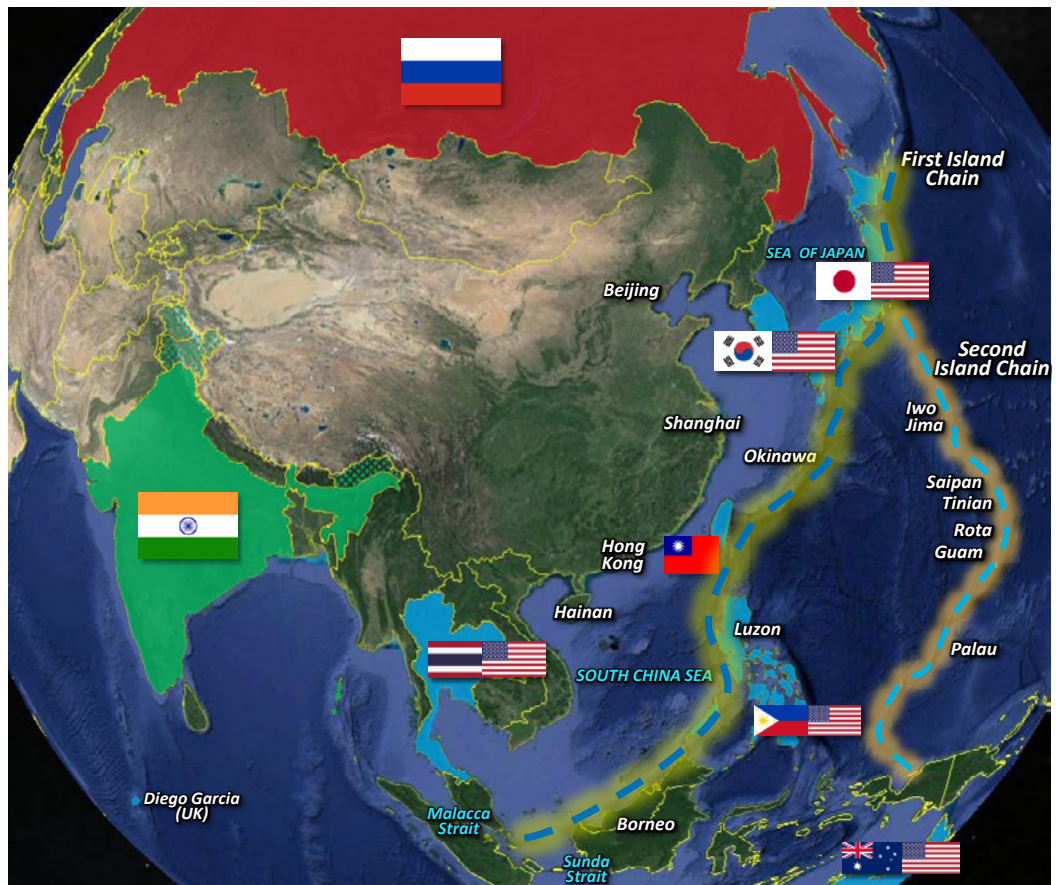 First Island
Chain
SEA OF JAPAN
Beijing
Second
Island Chain
Iwo
Jima
Shanghai
Okinawa
Saipan
Tinian
Rota
Guam
Hong
Kong
Hainan
Luzon
Palau
SOUTH CHINA SEA
Diego Garcia
(UK)
Malacca
Strait
Borneo
Sunda
Strait